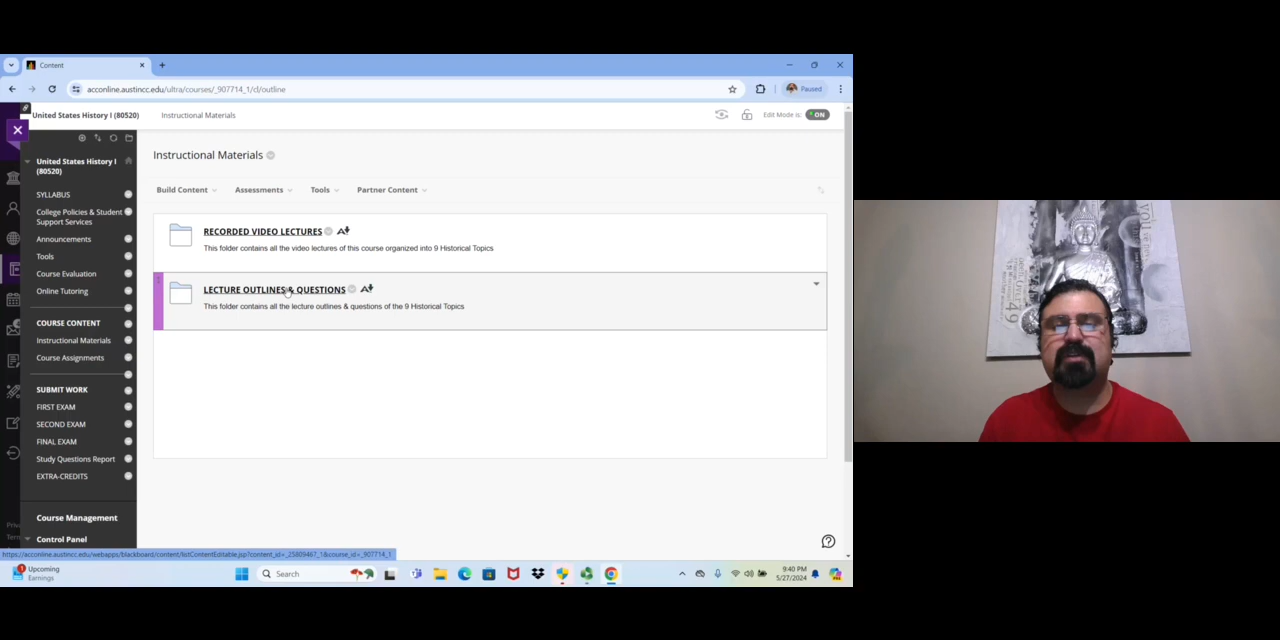 Content
acconline.austincc.edu/ultra/courses/_907714_1/cl/outline
Paused
United States History I (80520)
Instructional Materials
Edit Mode is:
ON
United States History I
(80520)
SYLLABUS
College Policies & Student
Support Services
Announcements
Tools
Course Evaluation
Online Tutoring
COURSE CONTENT
Instructional Materials
Course Assignments
SUBMIT WORK
FIRST EXAM
SECOND EXAM
FINAL EXAM
Study Questions Report
EXTRA-CREDITS
Course Management
Control Panel
Instructional Materials
Build Content
Assessments
Tools
Partner Content
RECORDED VIDEO LECTURES
This folder contains all the video lectures of this course organized into 9 Historical Topics
LECTURE OUTLINES & QUESTIONS
This folder contains all the lecture outlines & questions of the 9 Historical Topics
Upcoming
Earnings
Search
9:40 PM
5/27/2024